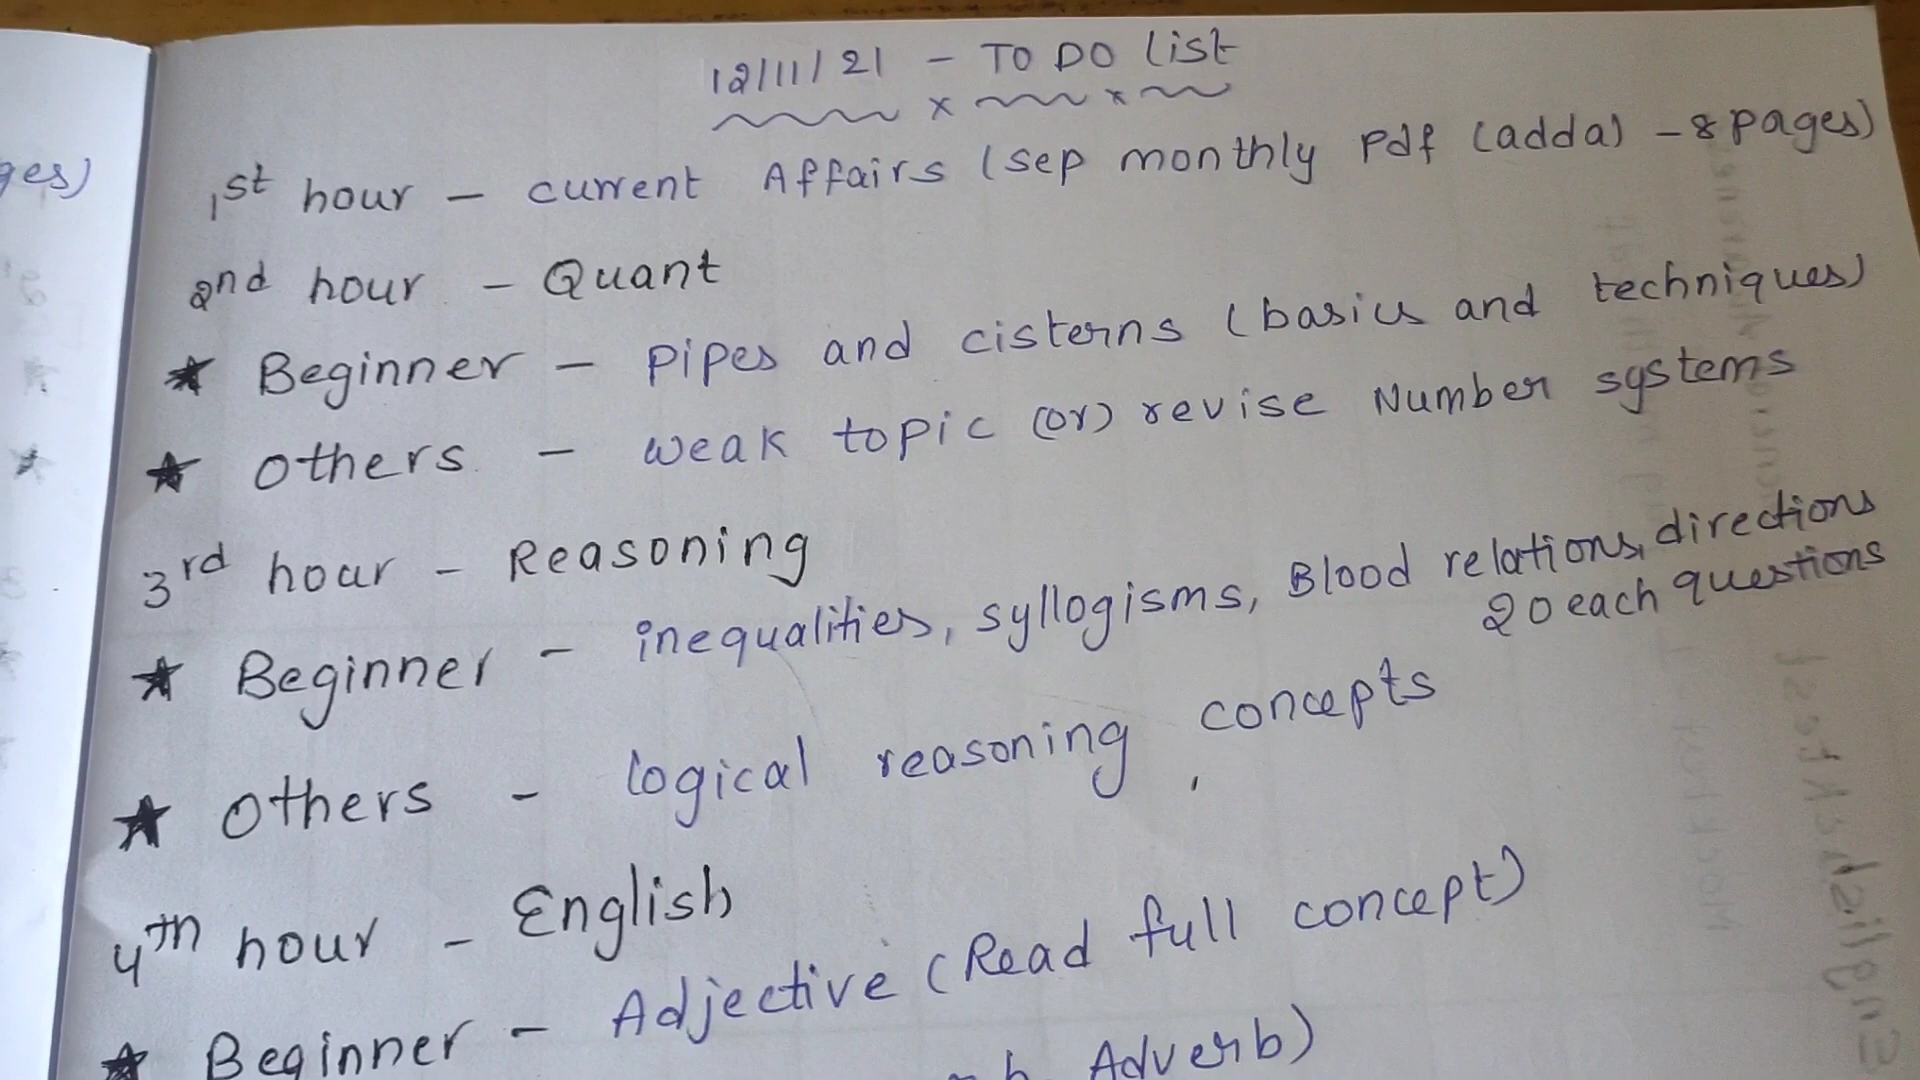 12/11/21 - TO DO list
ges)
1st hour - current Affairs (sep monthly pdf (adda) - 8 pages)
2nd hour - Quant
★ Beginner - pipes and cisterns (basics and techniques)
★ others - weak topic (or) revise Number systems
3rd hour - Reasoning
★ Beginner - inequalities, syllogisms, Blood relations, directions
20 each questions
★ others - logical reasoning concepts
4th hour - English
★ Beginner - Adjective (Read full concept)
Adverb)